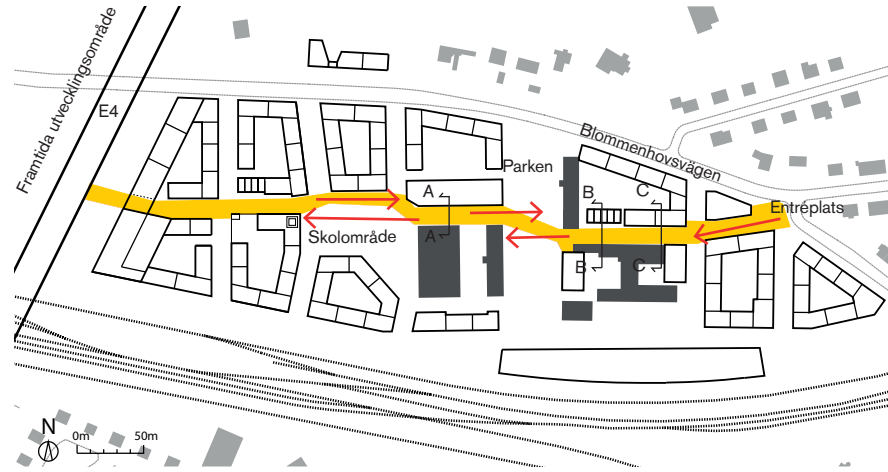 Framtida utvecklingsområde
E4
Blommenhovsvägen
Parken
A
B
C
Entréplats
Skolområde
A
B
C
N
0m
50m